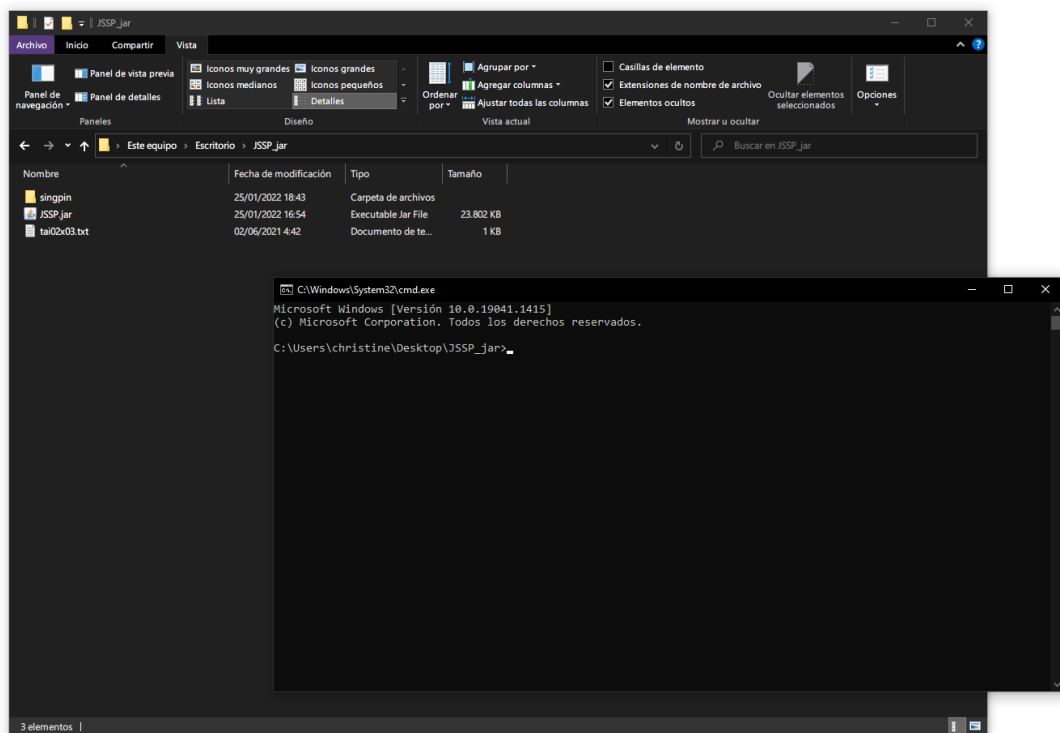 JSSP_jar
Archivo Inicio Compartir Vista
Panel de navegación
Panel de vista previa
Panel de detalles
Paneles
Iconos muy grandes Iconos grandes
Iconos medianos Iconos pequeños
Lista Detalles
Diseño
Ordenar por
Agrupar por
Agregar columnas
Ajustar todas las columnas
Vista actual
Casillas de elemento
Extensiones de nombre de archivo
Elementos ocultos
Ocultar elementos seleccionados
Mostrar u ocultar
Opciones
Este equipo > Escritorio > JSSP_jar
Buscar en JSSP_jar
Nombre Fecha de modificación Tipo Tamaño
singpin 25/01/2022 18:43 Carpeta de archivos
JSSP.jar 25/01/2022 16:54 Executable Jar File 23.802 KB
tai02x03.txt 02/06/2021 4:42 Documento de te... 1 KB
C:\Windows\System32\cmd.exe
Microsoft Windows [Versión 10.0.19041.1415]
(c) Microsoft Corporation. Todos los derechos reservados.
C:\Users\christine\Desktop\JSSP_jar>
3 elementos